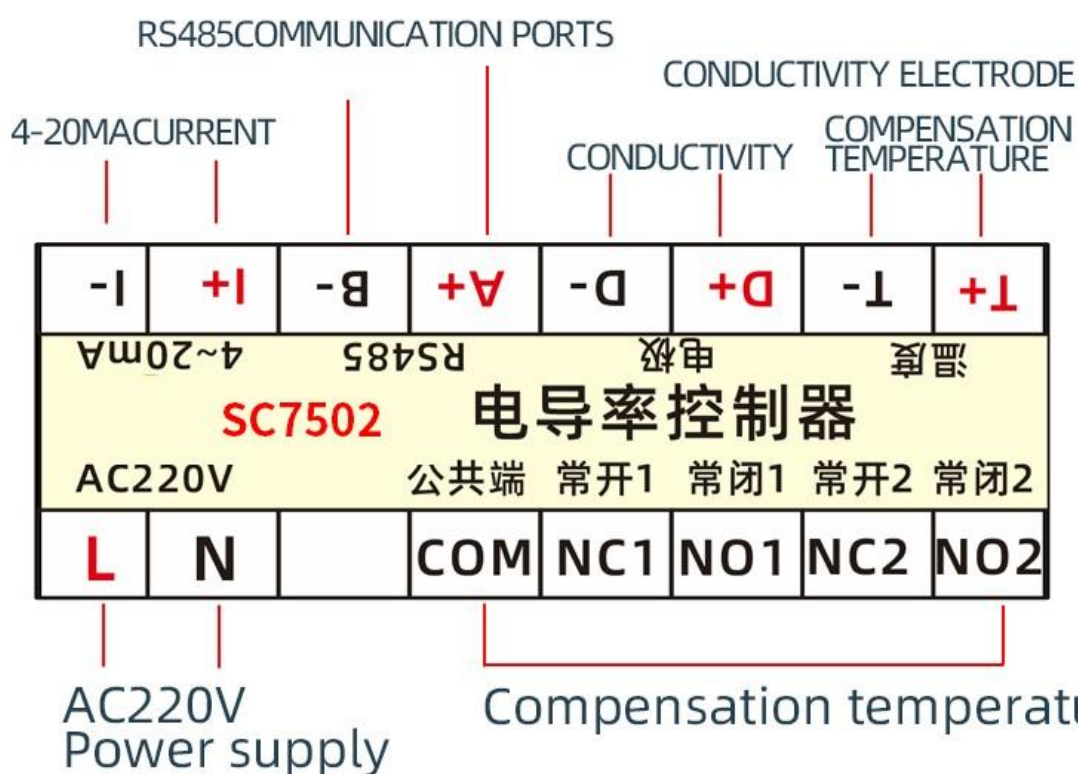 RS485COMMUNICATION PORTS
CONDUCTIVITY ELECTRODE
4-20MACURRENT
CONDUCTIVITY
COMPENSATION
TEMPERATURE
I- I+ B- A+ D- D+ T- T+
4~20mA RS485 电极 温度
SC7502 电导率控制器
AC220V 公共端 常开1 常闭1 常开2 常闭2
L N COM NC1 NO1 NC2 NO2
AC220V
Power supply
Compensation temperatu